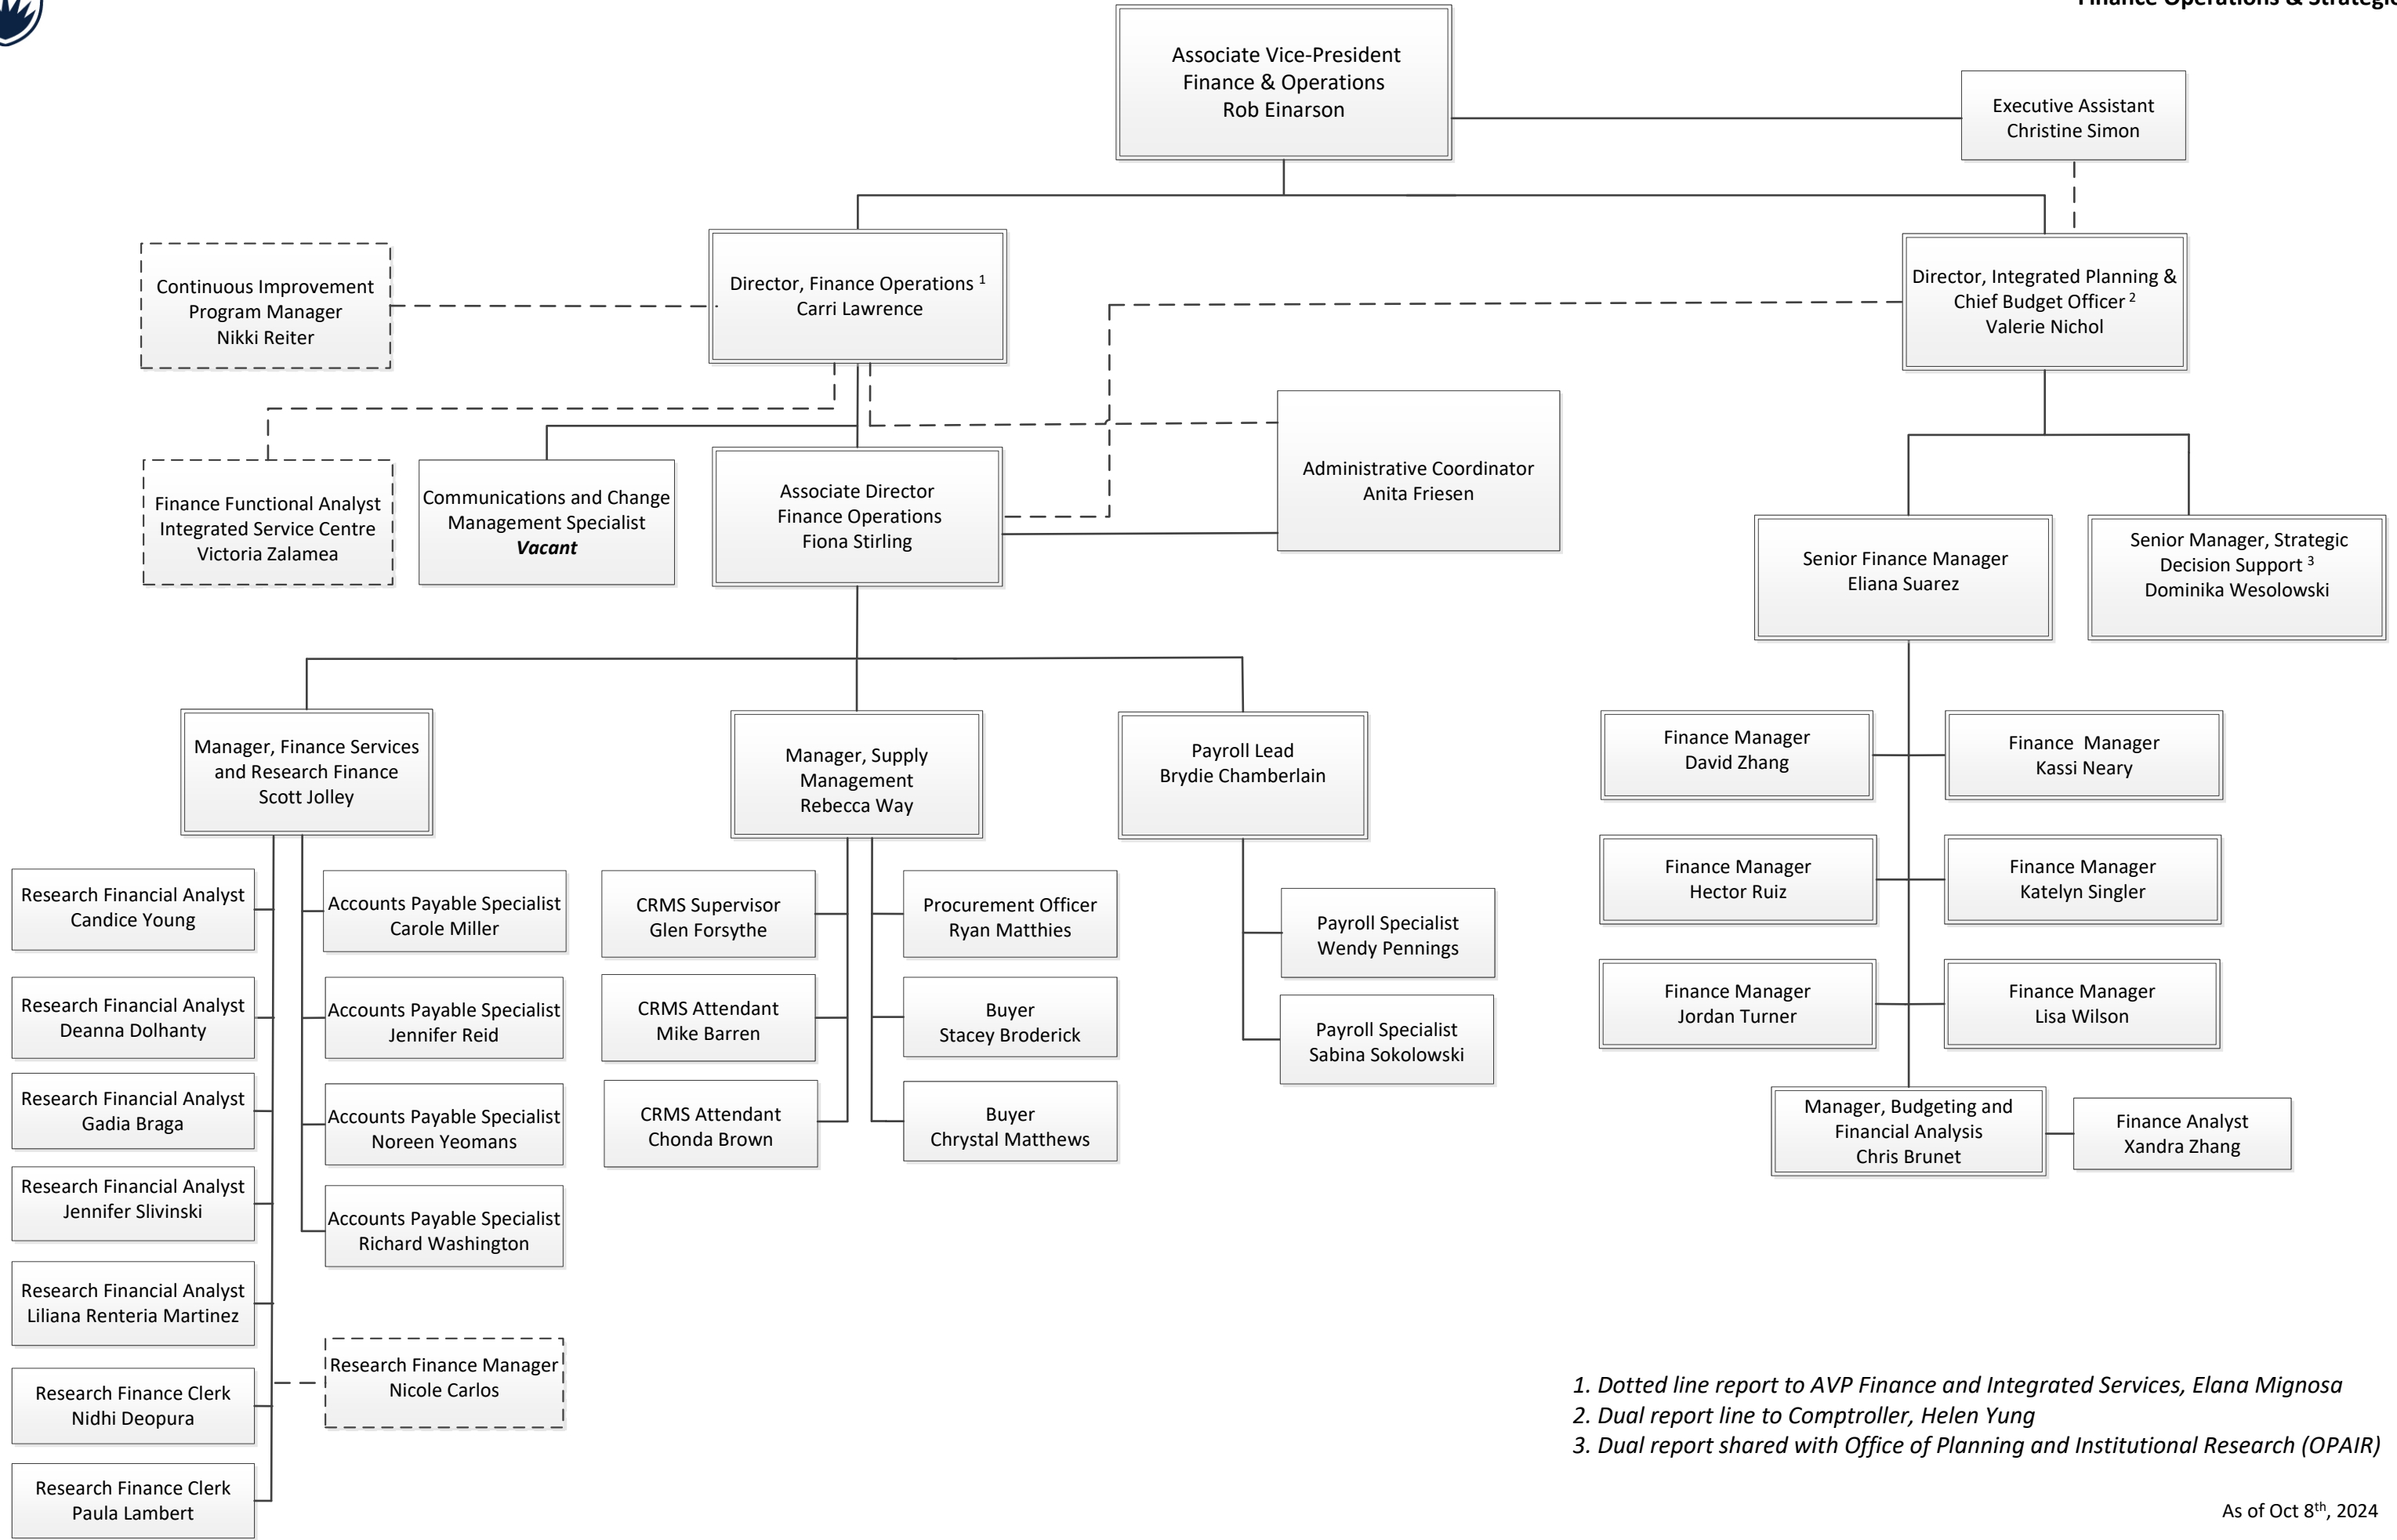 Finance Operations & Strategic
Associate Vice-President
Finance & Operations
Rob Einarson
Executive Assistant
Christine Simon
Continuous Improvement
Program Manager
Nikki Reiter
Director, Finance Operations 1
Carri Lawrence
Director, Integrated Planning &
Chief Budget Officer 2
Valerie Nichol
Finance Functional Analyst
Integrated Service Centre
Victoria Zalamea
Communications and Change
Management Specialist
Vacant
Associate Director
Finance Operations
Fiona Stirling
Administrative Coordinator
Anita Friesen
Senior Finance Manager
Eliana Suarez
Senior Manager, Strategic
Decision Support 3
Dominika Wesolowski
Manager, Finance Services
and Research Finance
Scott Jolley
Manager, Supply
Management
Rebecca Way
Payroll Lead
Brydie Chamberlain
Finance Manager
David Zhang
Finance  Manager
Kassi Neary
Finance Manager
Hector Ruiz
Finance Manager
Katelyn Singler
Finance Manager
Jordan Turner
Finance Manager
Lisa Wilson
Manager, Budgeting and
Financial Analysis
Chris Brunet
Finance Analyst
Xandra Zhang
Research Financial Analyst
Candice Young
Research Financial Analyst
Deanna Dolhanty
Research Financial Analyst
Gadia Braga
Research Financial Analyst
Jennifer Slivinski
Research Financial Analyst
Liliana Renteria Martinez
Research Finance Clerk
Nidhi Deopura
Research Finance Clerk
Paula Lambert
Accounts Payable Specialist
Carole Miller
Accounts Payable Specialist
Jennifer Reid
Accounts Payable Specialist
Noreen Yeomans
Accounts Payable Specialist
Richard Washington
Research Finance Manager
Nicole Carlos
CRMS Supervisor
Glen Forsythe
CRMS Attendant
Mike Barren
CRMS Attendant
Chonda Brown
Procurement Officer
Ryan Matthies
Buyer
Stacey Broderick
Buyer
Chrystal Matthews
Payroll Specialist
Wendy Pennings
Payroll Specialist
Sabina Sokolowski
1. Dotted line report to AVP Finance and Integrated Services, Elana Mignosa
2. Dual report line to Comptroller, Helen Yung
3. Dual report shared with Office of Planning and Institutional Research (OPAIR)
As of Oct 8th, 2024